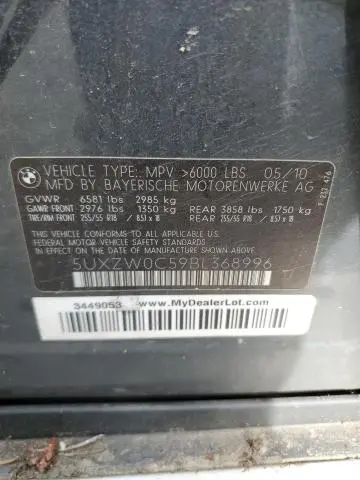 VEHICLE TYPE: MPV >6000 LBS 05/10
MFD BY BAYERISCHE MOTORENWERKE AG
GVWR 6581 lbs 2985 kg
GAWR FRONT 2976 lbs 1350 kg REAR 3858 lbs 1750 kg
TIRE/RIM FRONT 255/55 R18 / 8.5J x 18 REAR 255/55 R18 / 8.5J x 18
THIS VEHICLE CONFORMS TO ALL APPLICABLE U.S. FEDERAL
MOTOR VEHICLE SAFETY AND THEFT PREVENTION STANDARDS
IN EFFECT ON THE DATE OF MANUFACTURE SHOWN ABOVE.
5UXZW0C59BL368996
3449053 www.MyDealerLot.com